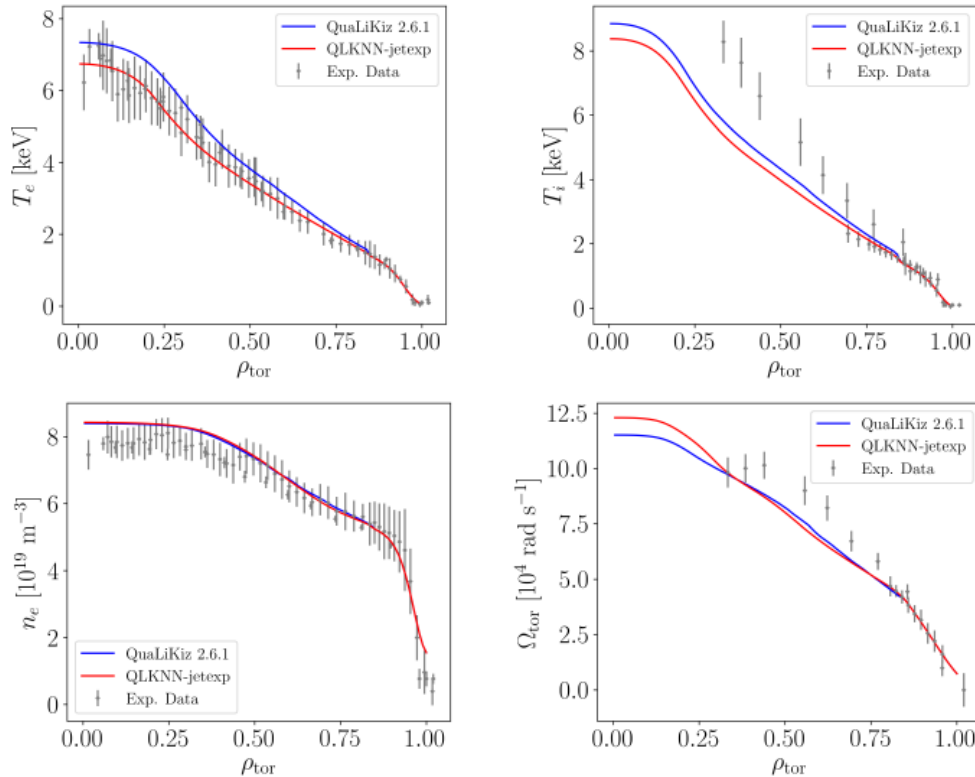 QuaLiKiz 2.6.1
QLKNN-jetexp
Exp. Data
8
6
4
2
0
T_e [keV]
0.00 0.25 0.50 0.75 1.00
ρ_tor
QuaLiKiz 2.6.1
QLKNN-jetexp
Exp. Data
8
6
4
2
0
T_i [keV]
0.00 0.25 0.50 0.75 1.00
ρ_tor
8
6
4
2
0
n_e [10^19 m^−3]
QuaLiKiz 2.6.1
QLKNN-jetexp
Exp. Data
0.00 0.25 0.50 0.75 1.00
ρ_tor
QuaLiKiz 2.6.1
QLKNN-jetexp
Exp. Data
12.5
10.0
7.5
5.0
2.5
0.0
Ω_tor [10^4 rad s^−1]
0.00 0.25 0.50 0.75 1.00
ρ_tor